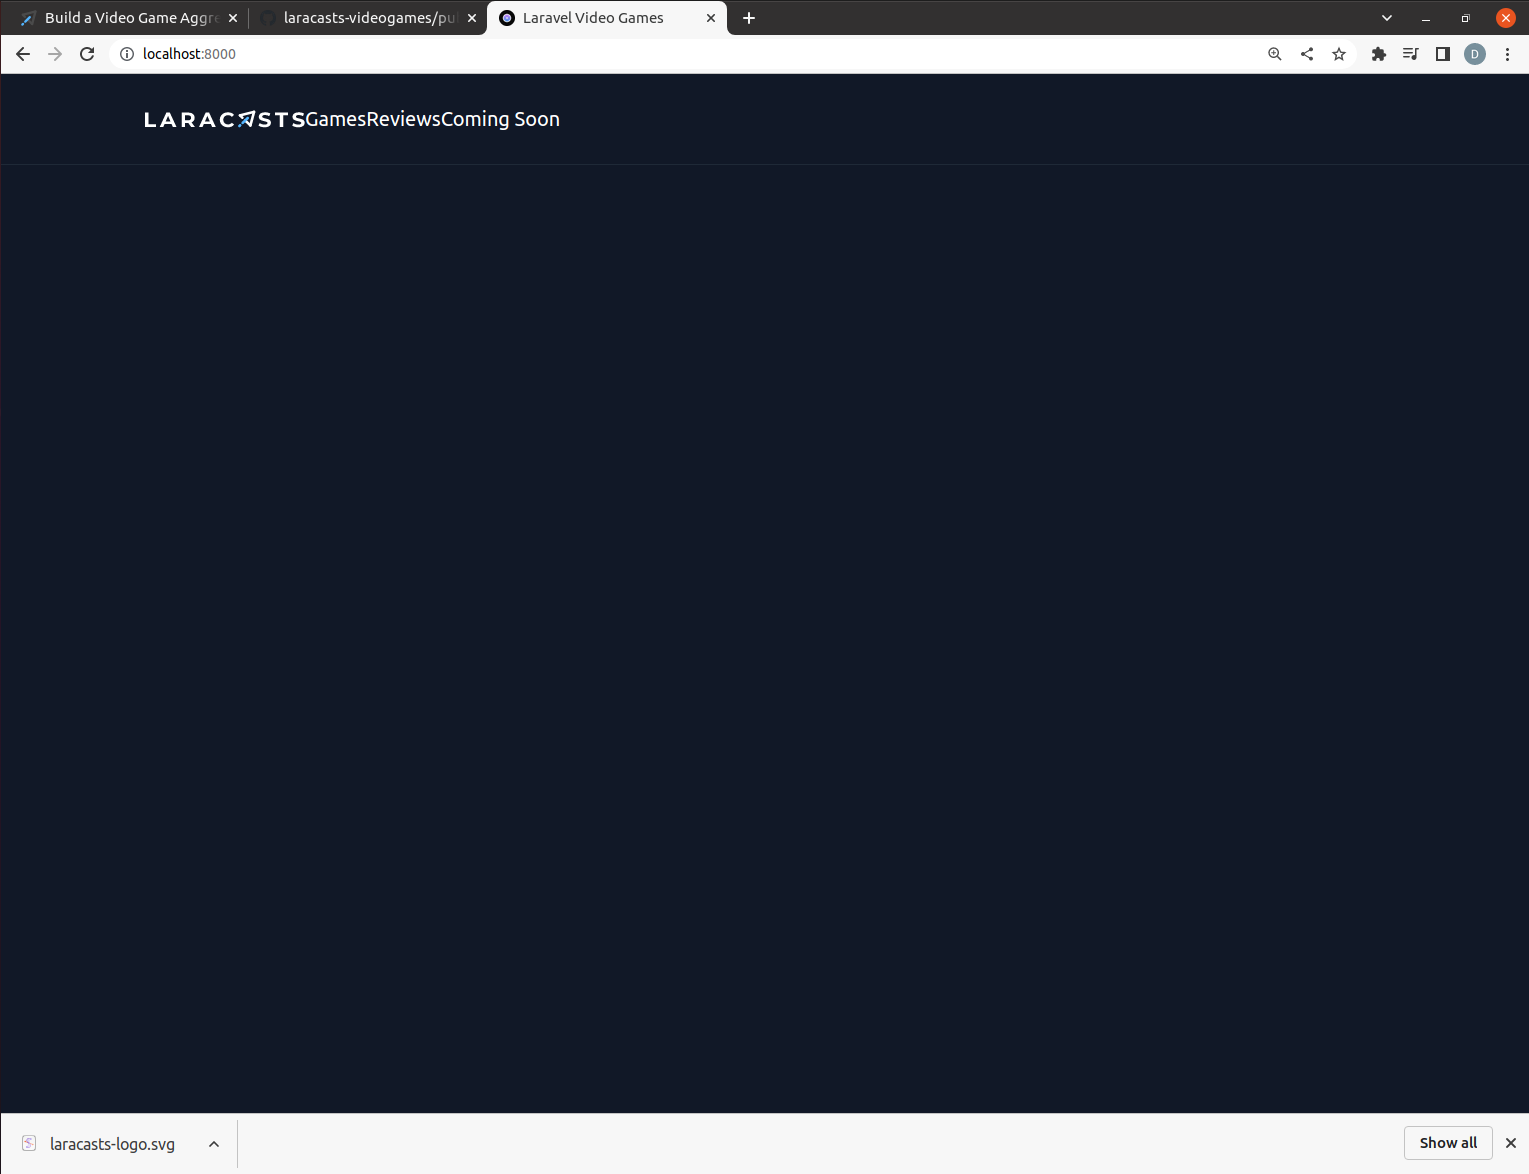 Build a Video Game Aggre
laracasts-videogames/pul
Laravel Video Games
localhost:8000
D
LARACASTS
GamesReviewsComing Soon
laracasts-logo.svg
Show all